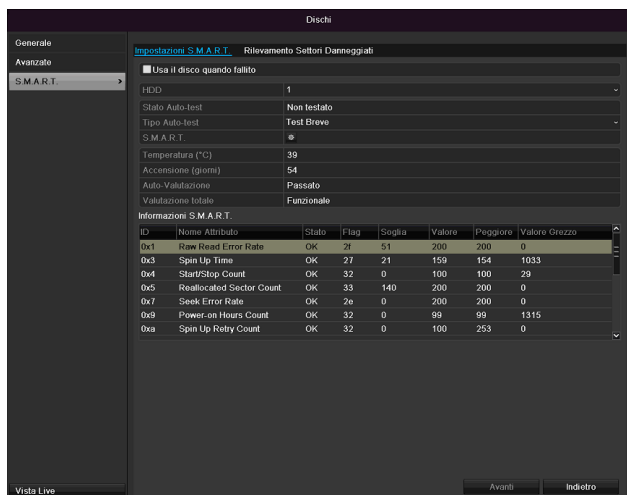 Dischi
Generale
Avanzate
S.M.A.R.T.
Impostazioni S.M.A.R.T. Rilevamento Settori Danneggiati
Usa il disco quando fallito
HDD 1
Stato Auto-test Non testato
Tipo Auto-test Test Breve
S.M.A.R.T.
Temperatura (°C) 39
Accensione (giorni) 54
Auto-Valutazione Passato
Valutazione totale Funzionale
Informazioni S.M.A.R.T.
ID Nome Attributo Stato Flag Soglia Valore Peggiore Valore Grezzo
0x1 Raw Read Error Rate OK 2f 51 200 200 0
0x3 Spin Up Time OK 27 21 159 154 1033
0x4 Start/Stop Count OK 32 0 100 100 29
0x5 Reallocated Sector Count OK 33 140 200 200 0
0x7 Seek Error Rate OK 2e 0 200 200 0
0x9 Power-on Hours Count OK 32 0 99 99 1315
0xa Spin Up Retry Count OK 32 0 100 253 0
Vista Live Avanti Indietro